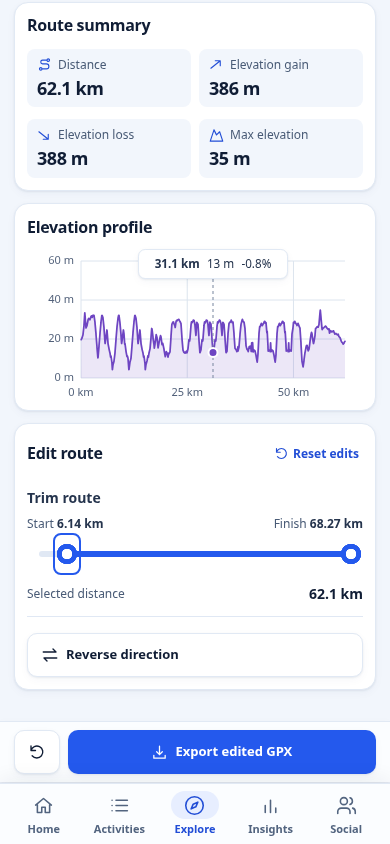 Route summary
Distance
62.1 km
Elevation gain
386 m
Elevation loss
388 m
Max elevation
35 m
Elevation profile
31.1 km 13 m -0.8%
60 m
40 m
20 m
0 m
0 km 25 km 50 km
Edit route
Reset edits
Trim route
Start 6.14 km
Finish 68.27 km
Selected distance
62.1 km
Reverse direction
Export edited GPX
Home Activities Explore Insights Social